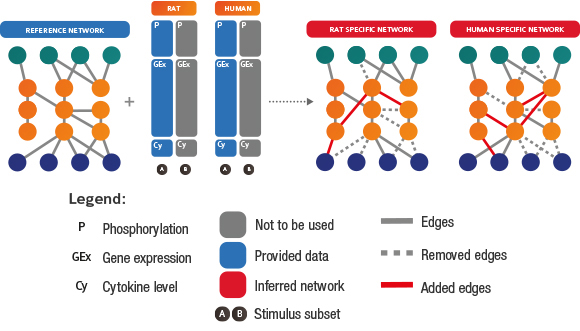 REFERENCE NETWORK
RAT
HUMAN
RAT SPECIFIC NETWORK
HUMAN SPECIFIC NETWORK
P P P P
GEx GEx GEx GEx
+
Cy Cy Cy Cy
A B A B
Legend:
P Phosphorylation
GEx Gene expression
Cy Cytokine level
Not to be used
Provided data
Inferred network
A B Stimulus subset
Edges
Removed edges
Added edges